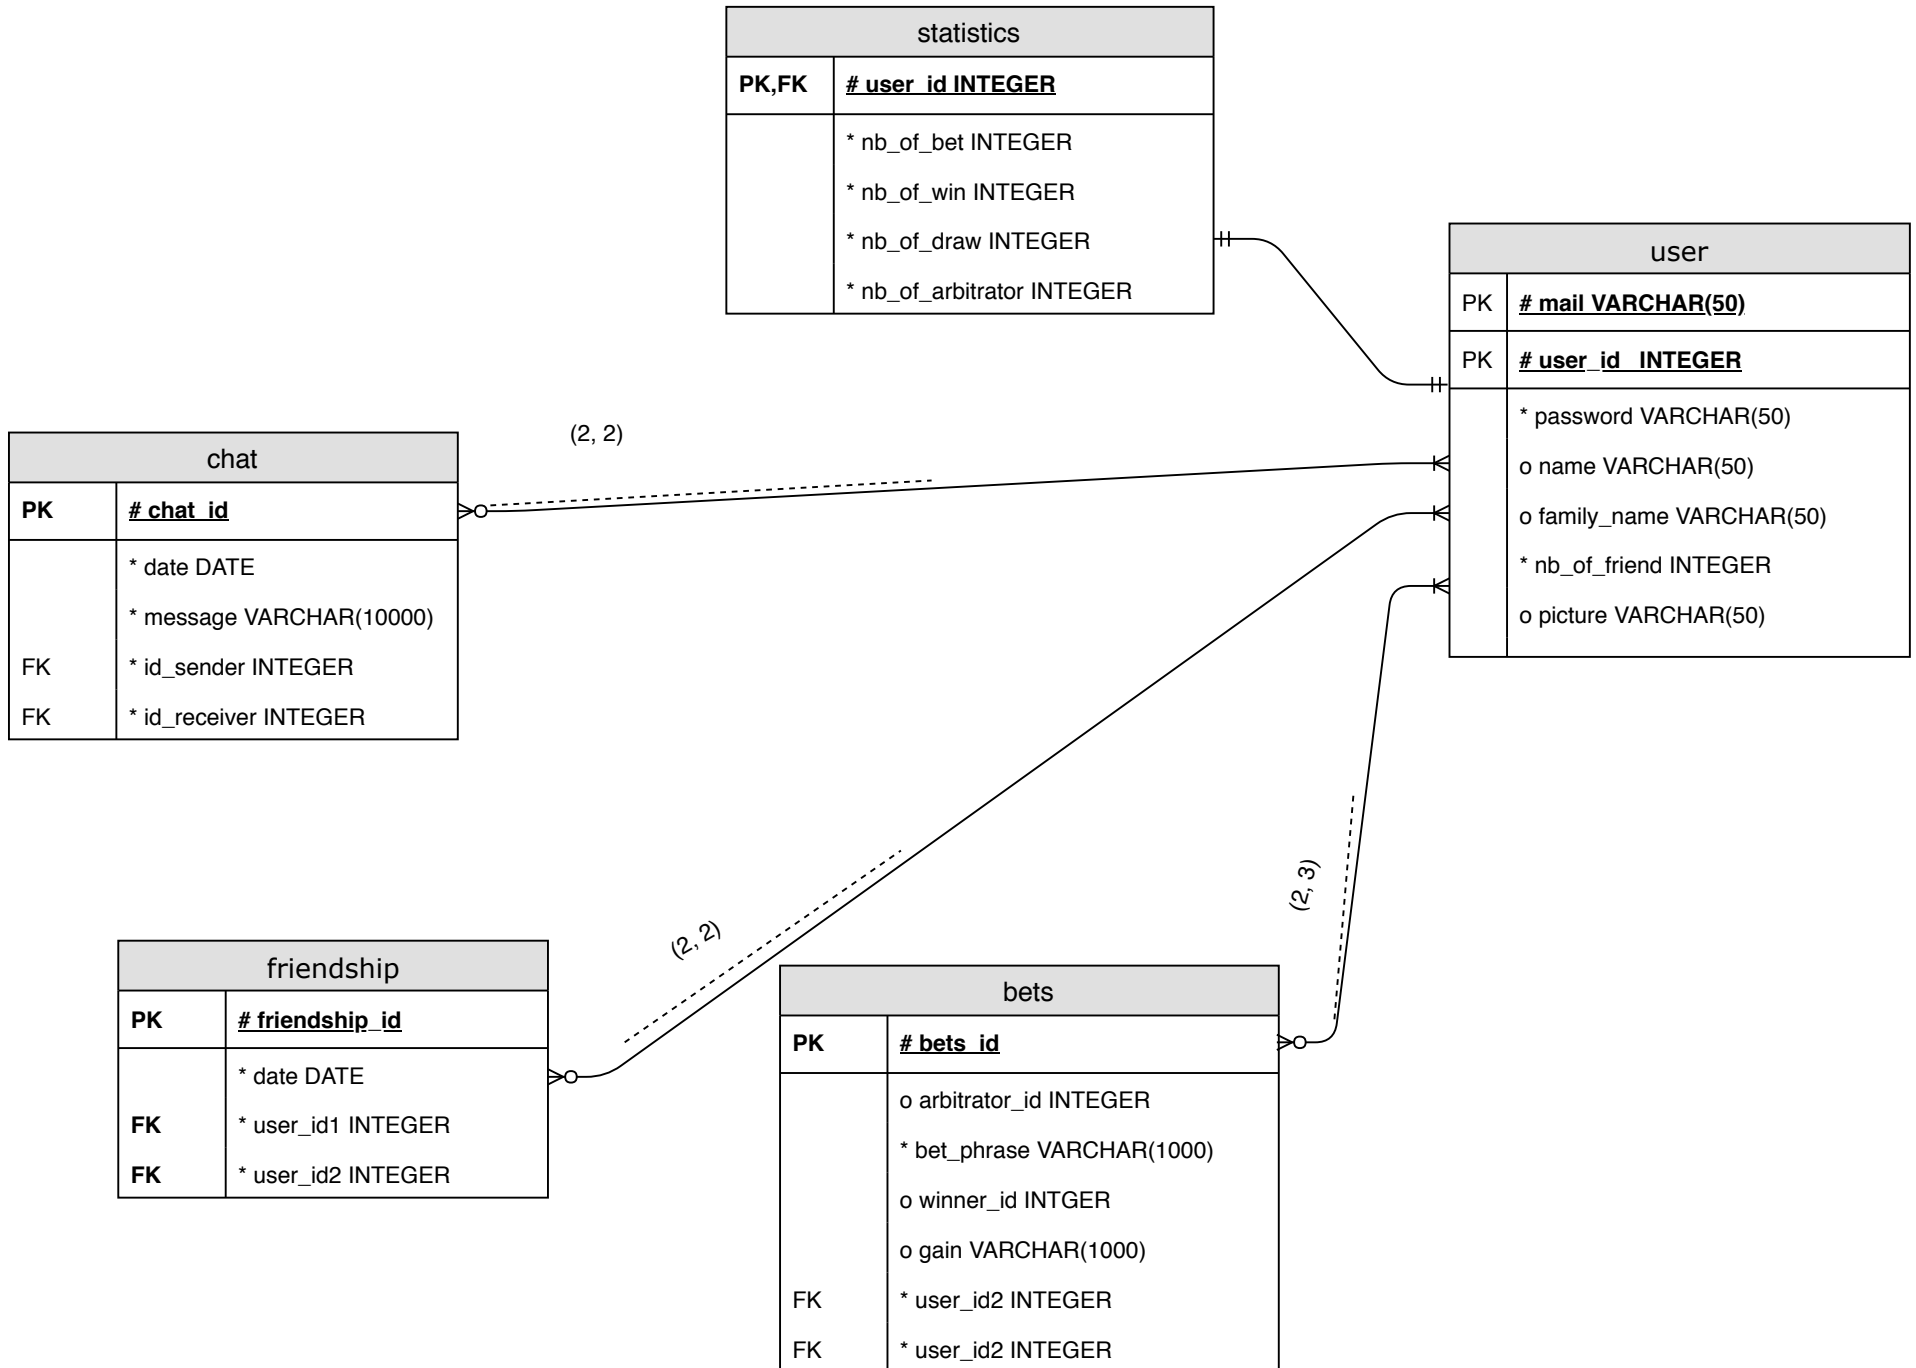 statistics
PK,FK # user_id INTEGER
* nb_of_bet INTEGER
* nb_of_win INTEGER
* nb_of_draw INTEGER
* nb_of_arbitrator INTEGER
user
PK # mail VARCHAR(50)
PK # user_id INTEGER
* password VARCHAR(50)
o name VARCHAR(50)
o family_name VARCHAR(50)
* nb_of_friend INTEGER
o picture VARCHAR(50)
(2, 2)
chat
PK # chat_id
* date DATE
* message VARCHAR(10000)
FK * id_sender INTEGER
FK * id_receiver INTEGER
(2, 3)
(2, 2)
friendship
PK # friendship_id
* date DATE
FK * user_id1 INTEGER
FK * user_id2 INTEGER
bets
PK # bets_id
o arbitrator_id INTEGER
* bet_phrase VARCHAR(1000)
o winner_id INTGER
o gain VARCHAR(1000)
FK * user_id2 INTEGER
FK * user_id2 INTEGER